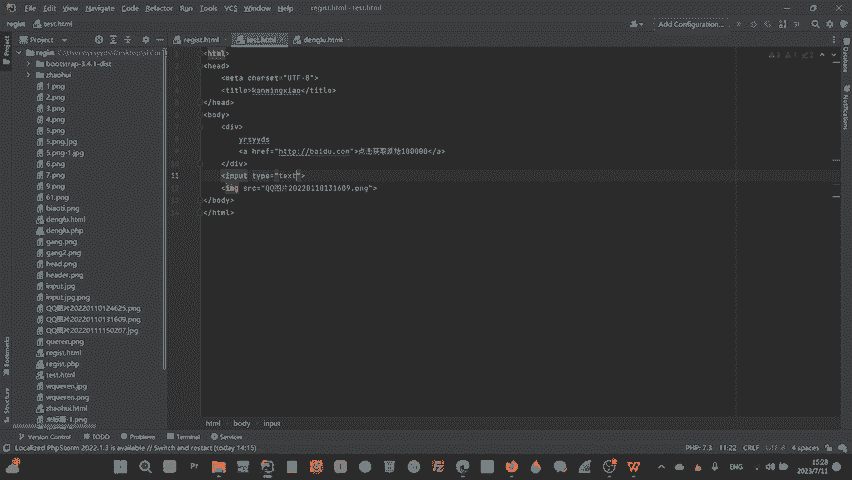 File Edit View Navigate Code Refactor Run Tools VCS Window Help regist.html - test.html
regist test.html
Add Configuration...
Project
regist.html
test.html
denglu.html
bootstrap-3.4.1-dist
zhaohui
1.png
2.png
3.png
4.png
5.png
5.png.jpg
5.png-1.jpg
6.png
7.png
9.png
61.png
biaoti.png
denglu.html
denglu.php
gang.png
gang2.png
head.png
header.png
input.jpg
input.jpg.png
QQ图片20220110124625.png
QQ图片20220110131609.png
QQ图片20220111150207.jpg
queren.png
regist.html
regist.php
test.html
wqueren.jpg
wqueren.png
zhaohui.html
<html>
<head>
<meta charset="UTF-8">
<title>kanmingxiao</title>
</head>
<body>
<div>
yrsyyds
<a href="http://baidu.com">点击获取源始100000</a>
</div>
<input type="text">
<img src="QQ图片20220110131609.png">
</body>
</html>
Project
Bookmarks
Structure
Database
Notifications
html body input
Version Control TODO Problems Terminal Services
Localized PhpStorm 2022.1.3 is available // Switch and restart (today 14:15)
PHP: 7.3 11:22 CRLF UTF-8 4 spaces
ENG
15:28
2023/7/11